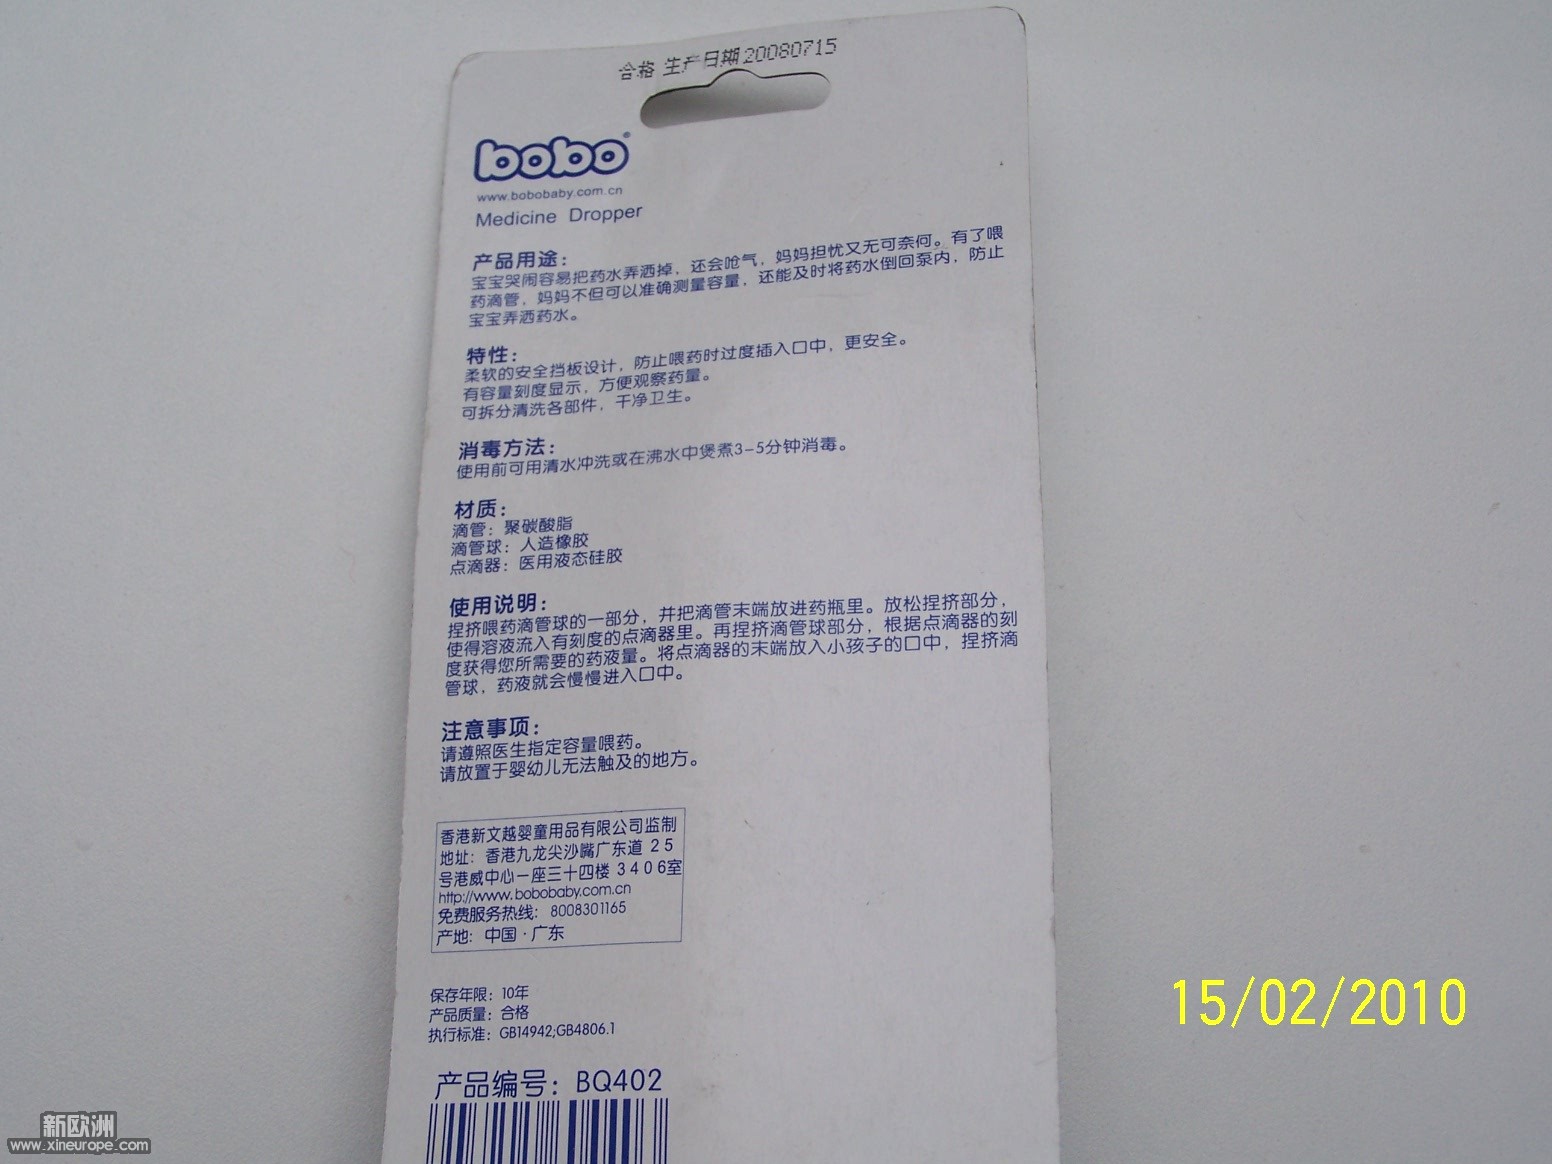 合格 生产日期20080715
bobo®
www.bobobaby.com.cn
Medicine Dropper
产品用途：
宝宝哭闹容易把药水弄洒掉，还会呛气，妈妈担忧又无可奈何。有了喂
药滴管，妈妈不但可以准确测量容量，还能及时将药水倒回泵内，防止
宝宝弄洒药水。
特性：
柔软的安全挡板设计，防止喂药时过度插入口中，更安全。
有容量刻度显示，方便观察药量。
可拆分清洗各部件，干净卫生。
消毒方法：
使用前可用清水冲洗或在沸水中煲煮3-5分钟消毒。
材质：
滴管：聚碳酸脂
滴管球：人造橡胶
点滴器：医用液态硅胶
使用说明：
捏挤喂药滴管球的一部分，并把滴管末端放进药瓶里。放松捏挤部分，
使得溶液流入有刻度的点滴器里。再捏挤滴管球部分，根据点滴器的刻
度获得您所需要的药液量。将点滴器的末端放入小孩子的口中，捏挤滴
管球，药液就会慢慢进入口中。
注意事项：
请遵照医生指定容量喂药。
请放置于婴幼儿无法触及的地方。
香港新文越婴童用品有限公司监制
地址：香港九龙尖沙嘴广东道 25
号港威中心一座三十四楼 3406室
http://www.bobobaby.com.cn
免费服务热线：8008301165
产地：中国·广东
保存年限：10年
产品质量：合格
执行标准：GB14942;GB4806.1
产品编号：BQ402
15/02/2010
新欧洲
www.xineurope.com